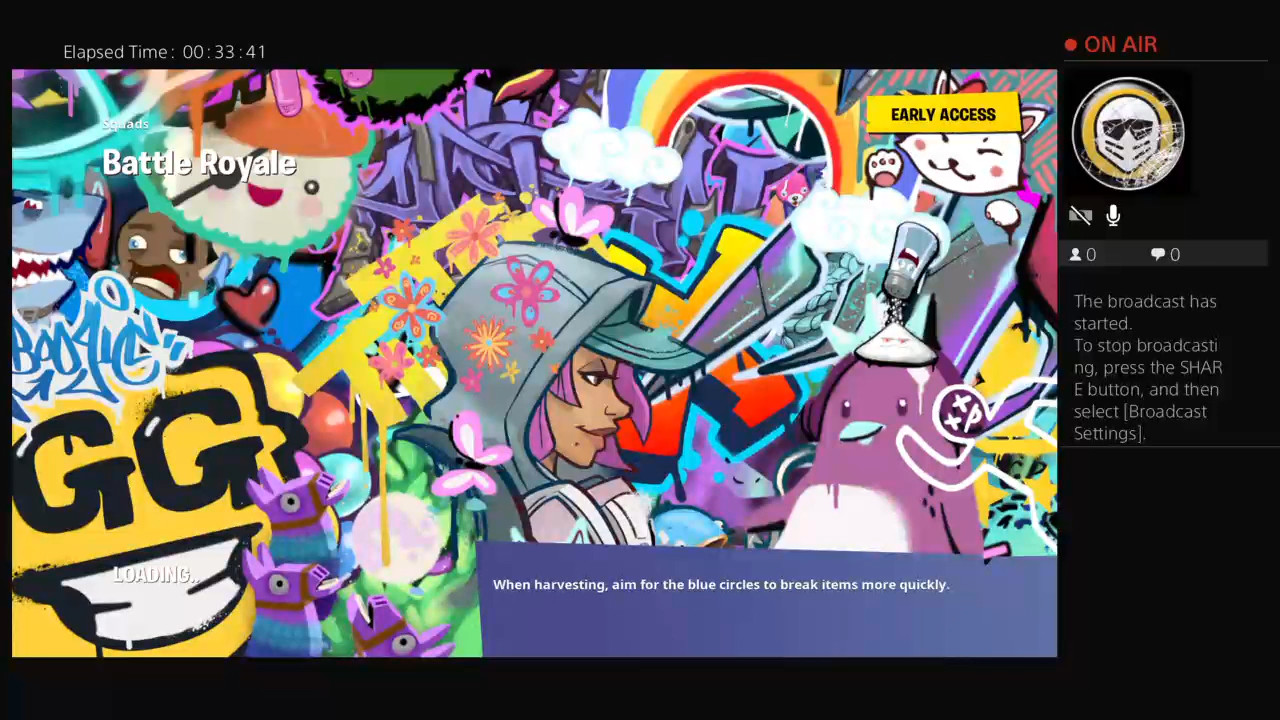 Elapsed Time: 00:33:41
ON AIR
EARLY ACCESS
Squads
Battle Royale
0
0
The broadcast has
started.
To stop broadcasti
ng, press the SHAR
E button, and then
select [Broadcast
Settings].
GG
XP
LOADING..
When harvesting, aim for the blue circles to break items more quickly.